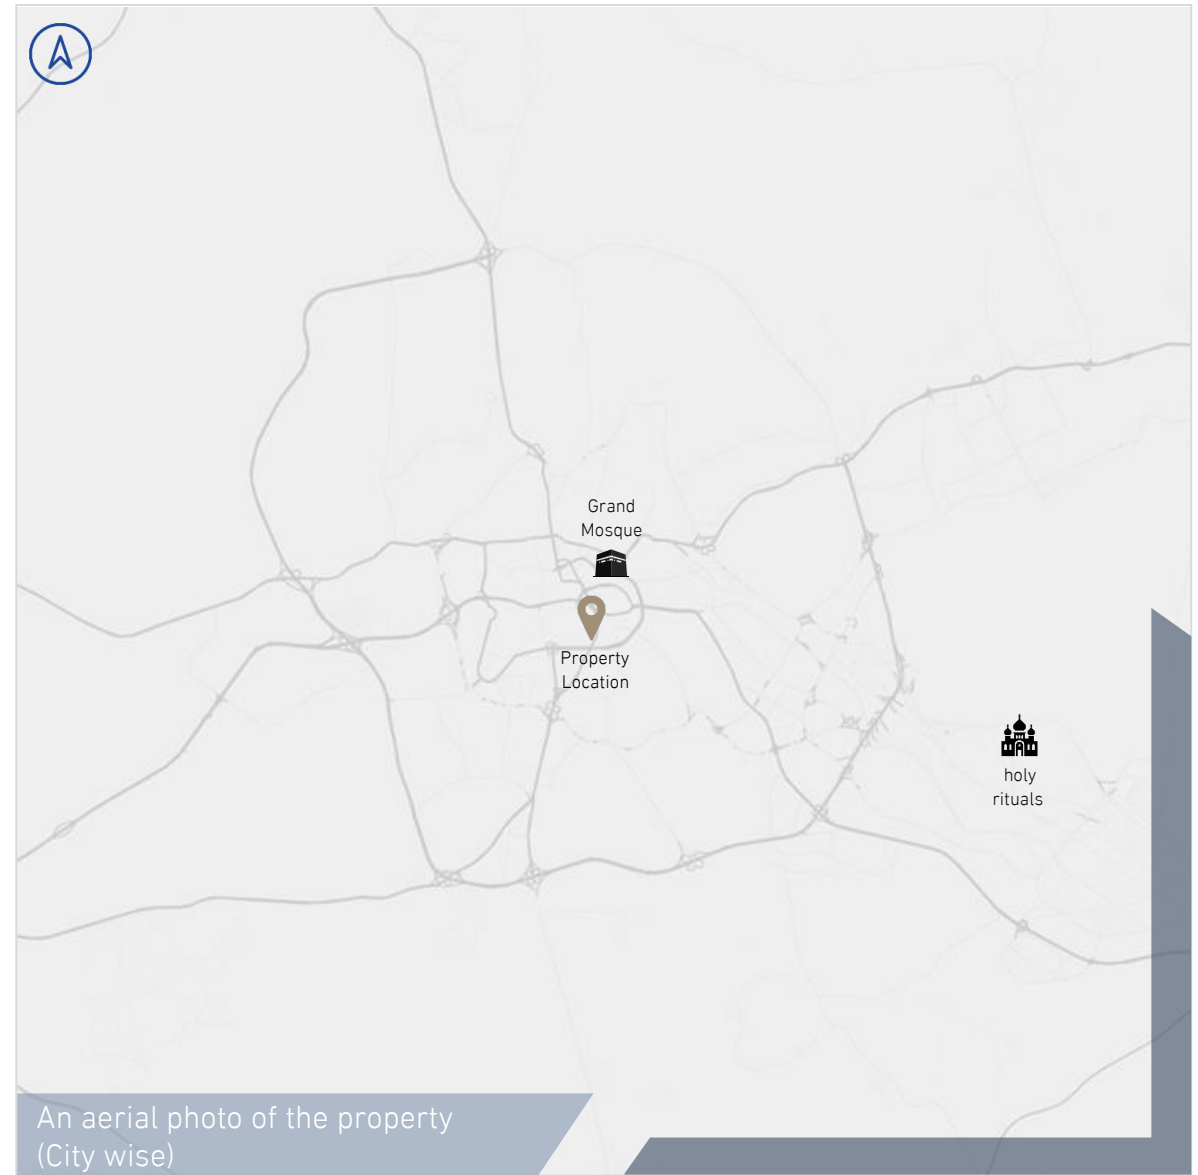 Grand
Mosque
Property
Location
holy
rituals
An aerial photo of the property
(City wise)